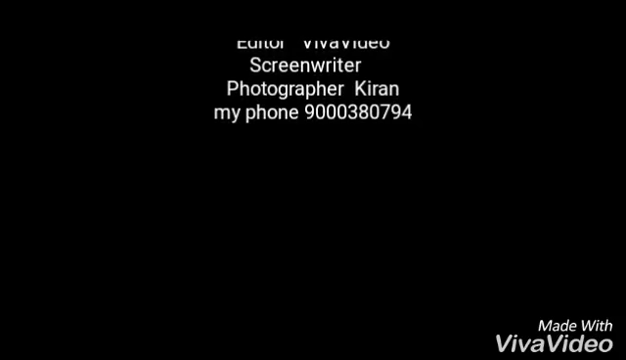 Editor VivaVideo
Screenwriter
Photographer Kiran
my phone 9000380794
Made With
VivaVideo